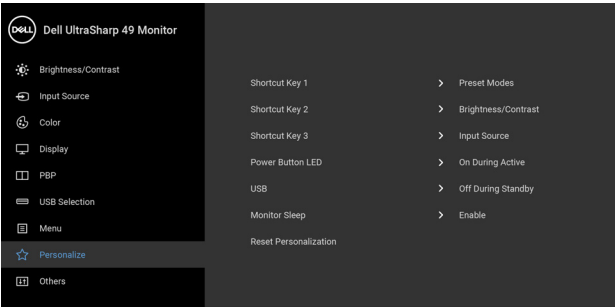 DELL Dell UltraSharp 49 Monitor
Brightness/Contrast
Input Source
Color
Display
PBP
USB Selection
Menu
Personalize
Others
Shortcut Key 1 > Preset Modes
Shortcut Key 2 > Brightness/Contrast
Shortcut Key 3 > Input Source
Power Button LED > On During Active
USB > Off During Standby
Monitor Sleep > Enable
Reset Personalization